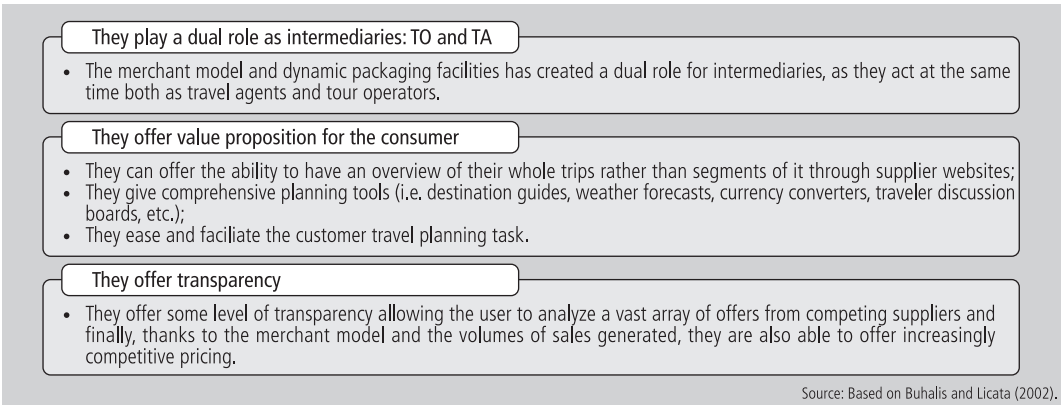 They play a dual role as intermediaries: TO and TA
• The merchant model and dynamic packaging facilities has created a dual role for intermediaries, as they act at the same
time both as travel agents and tour operators.
They offer value proposition for the consumer
• They can offer the ability to have an overview of their whole trips rather than segments of it through supplier websites;
• They give comprehensive planning tools (i.e. destination guides, weather forecasts, currency converters, traveler discussion
boards, etc.);
• They ease and faciliate the customer travel planning task.
They offer transparency
• They offer some level of transparency allowing the user to analyze a vast array of offers from competing suppliers and
finally, thanks to the merchant model and the volumes of sales generated, they are also able to offer increasingly
competitive pricing.
Source: Based on Buhalis and Licata (2002).